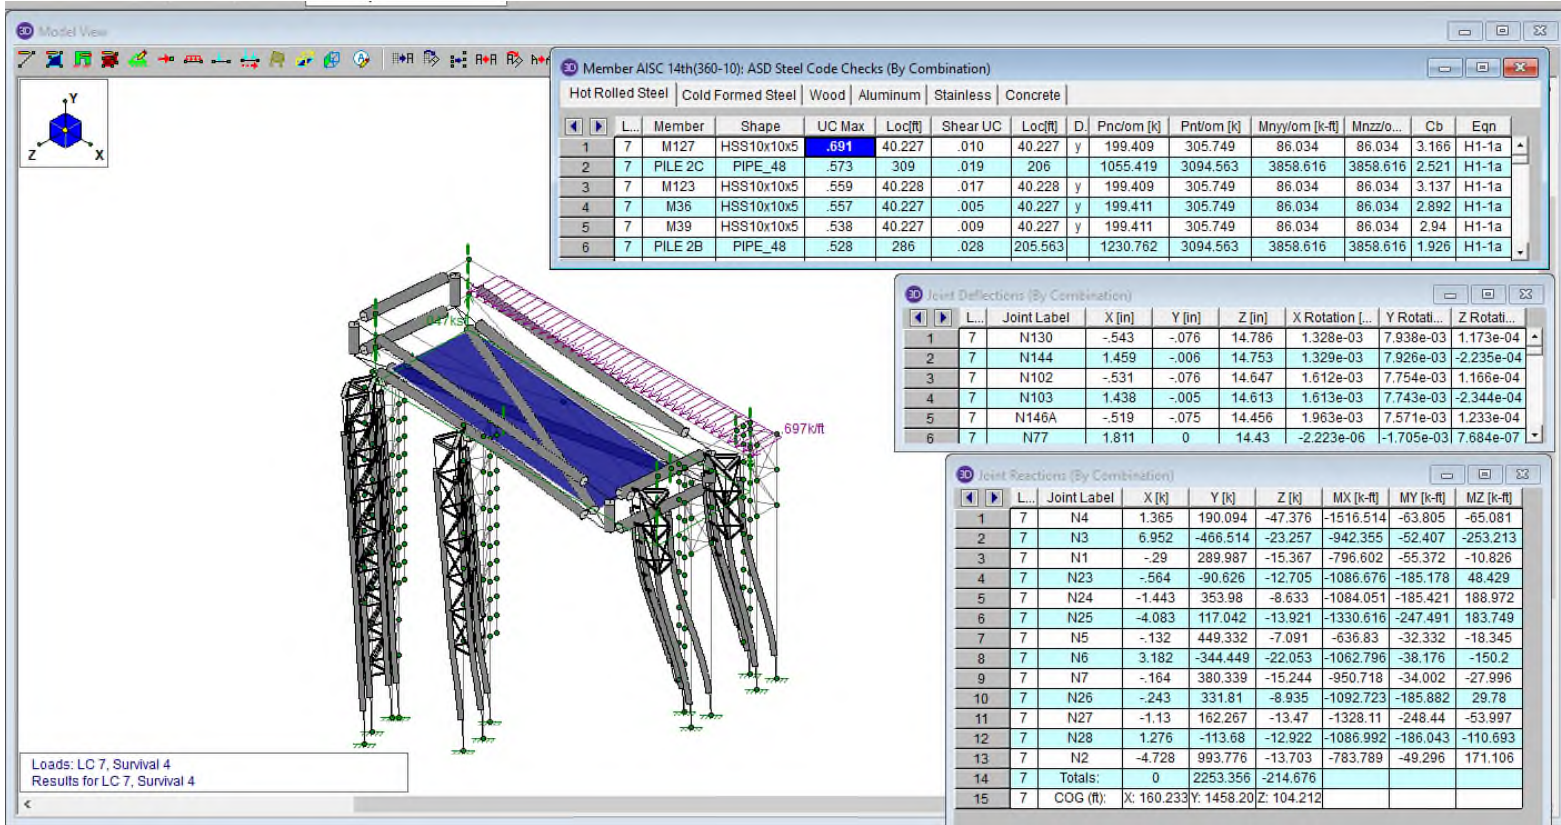 Model View
Member AISC 14th(360-10): ASD Steel Code Checks (By Combination)
Hot Rolled Steel Cold Formed Steel Wood Aluminum Stainless Concrete
L... Member Shape UC Max Loc[ft] Shear UC Loc[ft] D. Pnc/om [k] Pnt/om [k] Mnyy/om [k-ft] Mnzz/o... Cb Eqn
1 7 M127 HSS10x10x5 .691 40.227 .010 40.227 y 199.409 305.749 86.034 86.034 3.166 H1-1a
2 7 PILE 2C PIPE_48 .573 309 .019 206 1055.419 3094.563 3858.616 3858.616 2.521 H1-1a
3 7 M123 HSS10x10x5 .559 40.228 .017 40.228 y 199.409 305.749 86.034 86.034 3.137 H1-1a
4 7 M36 HSS10x10x5 .557 40.227 .005 40.227 y 199.411 305.749 86.034 86.034 2.892 H1-1a
5 7 M39 HSS10x10x5 .538 40.227 .009 40.227 y 199.411 305.749 86.034 86.034 2.94 H1-1a
6 7 PILE 2B PIPE_48 .528 286 .028 205.563 1230.762 3094.563 3858.616 3858.616 1.926 H1-1a
Y
Z
X
.047ksf
.697k/ft
Joint Deflections (By Combination)
L... Joint Label X [in] Y [in] Z [in] X Rotation [... Y Rotati... Z Rotati...
1 7 N130 -.543 -.076 14.786 1.328e-03 7.938e-03 1.173e-04
2 7 N144 1.459 -.006 14.753 1.329e-03 7.926e-03 -2.235e-04
3 7 N102 -.531 -.076 14.647 1.612e-03 7.754e-03 1.166e-04
4 7 N103 1.438 -.005 14.613 1.613e-03 7.743e-03 -2.344e-04
5 7 N146A -.519 -.075 14.456 1.963e-03 7.571e-03 1.233e-04
6 7 N77 1.811 0 14.43 -2.223e-06 -1.705e-03 7.684e-07
Joint Reactions (By Combination)
L... Joint Label X [k] Y [k] Z [k] MX [k-ft] MY [k-ft] MZ [k-ft]
1 7 N4 1.365 190.094 -47.376 -1516.514 -63.805 -65.081
2 7 N3 6.952 -466.514 -23.257 -942.355 -52.407 -253.213
3 7 N1 -.29 289.987 -15.367 -796.602 -55.372 -10.826
4 7 N23 -.564 -90.626 -12.705 -1086.676 -185.178 48.429
5 7 N24 -1.443 353.98 -8.633 -1084.051 -185.421 188.972
6 7 N25 -4.083 117.042 -13.921 -1330.616 -247.491 183.749
7 7 N5 -.132 449.332 -7.091 -636.83 -32.332 -18.345
8 7 N6 3.182 -344.449 -22.053 -1062.796 -38.176 -150.2
9 7 N7 -.164 380.339 -15.244 -950.718 -34.002 -27.996
10 7 N26 -.243 331.81 -8.935 -1092.723 -185.882 29.78
11 7 N27 -1.13 162.267 -13.47 -1328.11 -248.44 -53.997
12 7 N28 1.276 -113.68 -12.922 -1086.992 -186.043 -110.693
13 7 N2 -4.728 993.776 -13.703 -783.789 -49.296 171.106
14 7 Totals: 0 2253.356 -214.676
15 7 COG (ft): X: 160.233 Y: 1458.20 Z: 104.212
Loads: LC 7, Survival 4
Results for LC 7, Survival 4